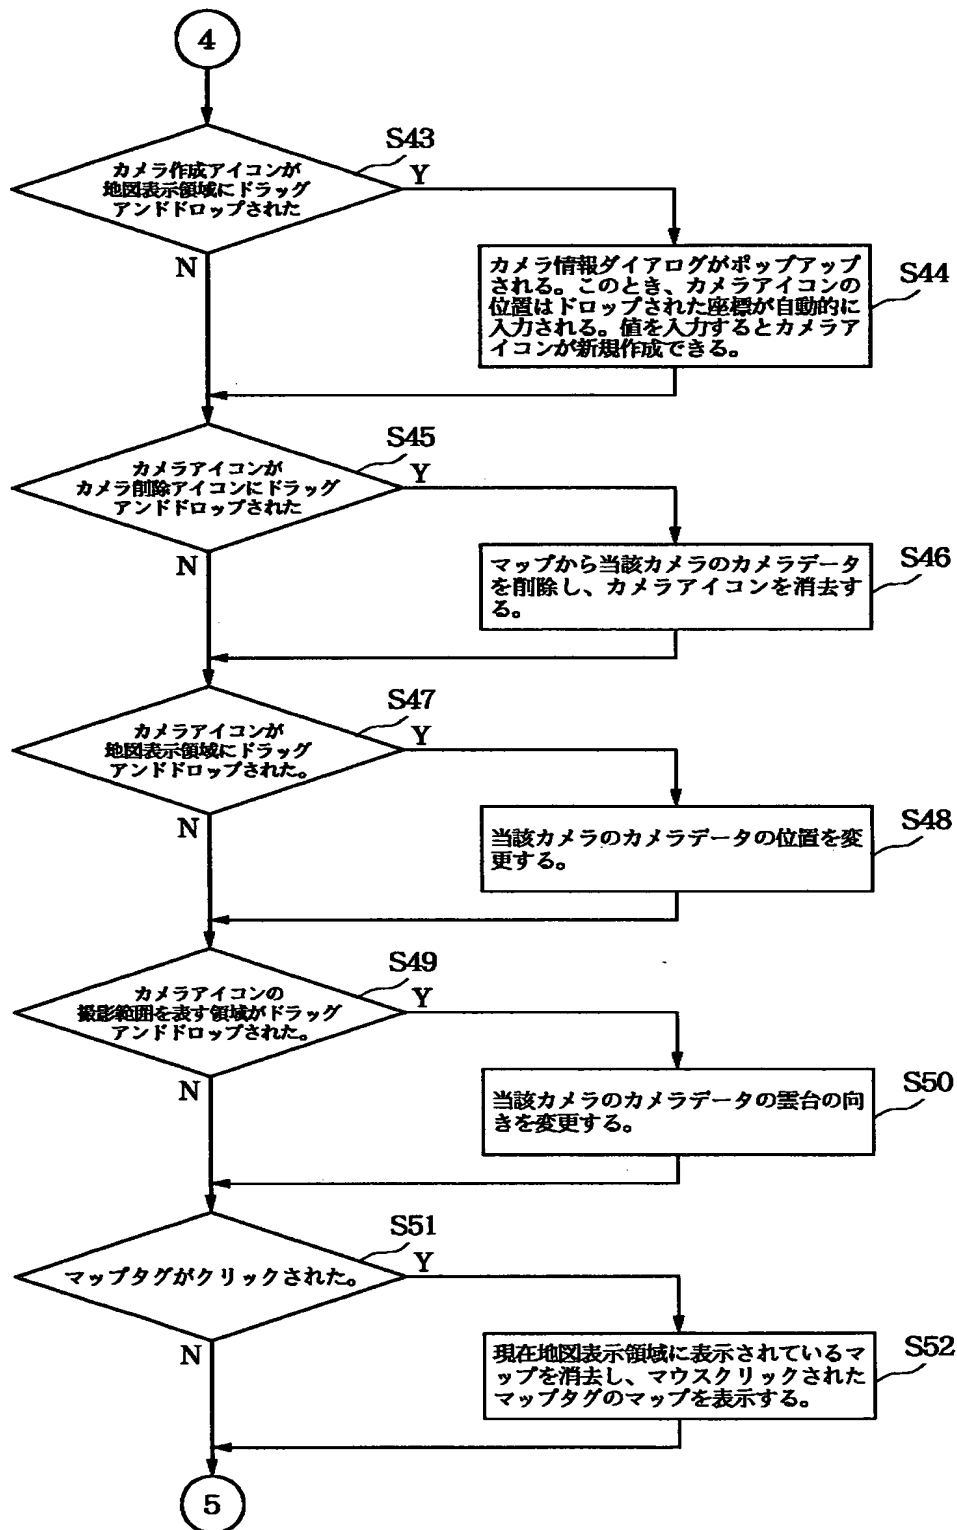 4
S43
カメラ作成アイコンが
地図表示領域にドラッグ
アンドドロップされた
Y
N
カメラ情報ダイアログがポップアップ
される。このとき、カメラアイコンの
位置はドロップされた座標が自動的に
入力される。値を入力するとカメラア
イコンが新規作成できる。
S44
S45
カメラアイコンが
カメラ削除アイコンにドラッグ
アンドドロップされた
Y
N
マップから当該カメラのカメラデータ
を削除し、カメラアイコンを消去す
る。
S46
S47
カメラアイコンが
地図表示領域にドラッグ
アンドドロップされた。
Y
N
当該カメラのカメラデータの位置を変
更する。
S48
S49
カメラアイコンの
撮影範囲を表す領域がドラッグ
アンドドロップされた。
Y
N
当該カメラのカメラデータの雲台の向
きを変更する。
S50
S51
マップタグがクリックされた。
Y
N
現在地図表示領域に表示されているマ
ップを消去し、マウスクリックされた
マップタグのマップを表示する。
S52
5